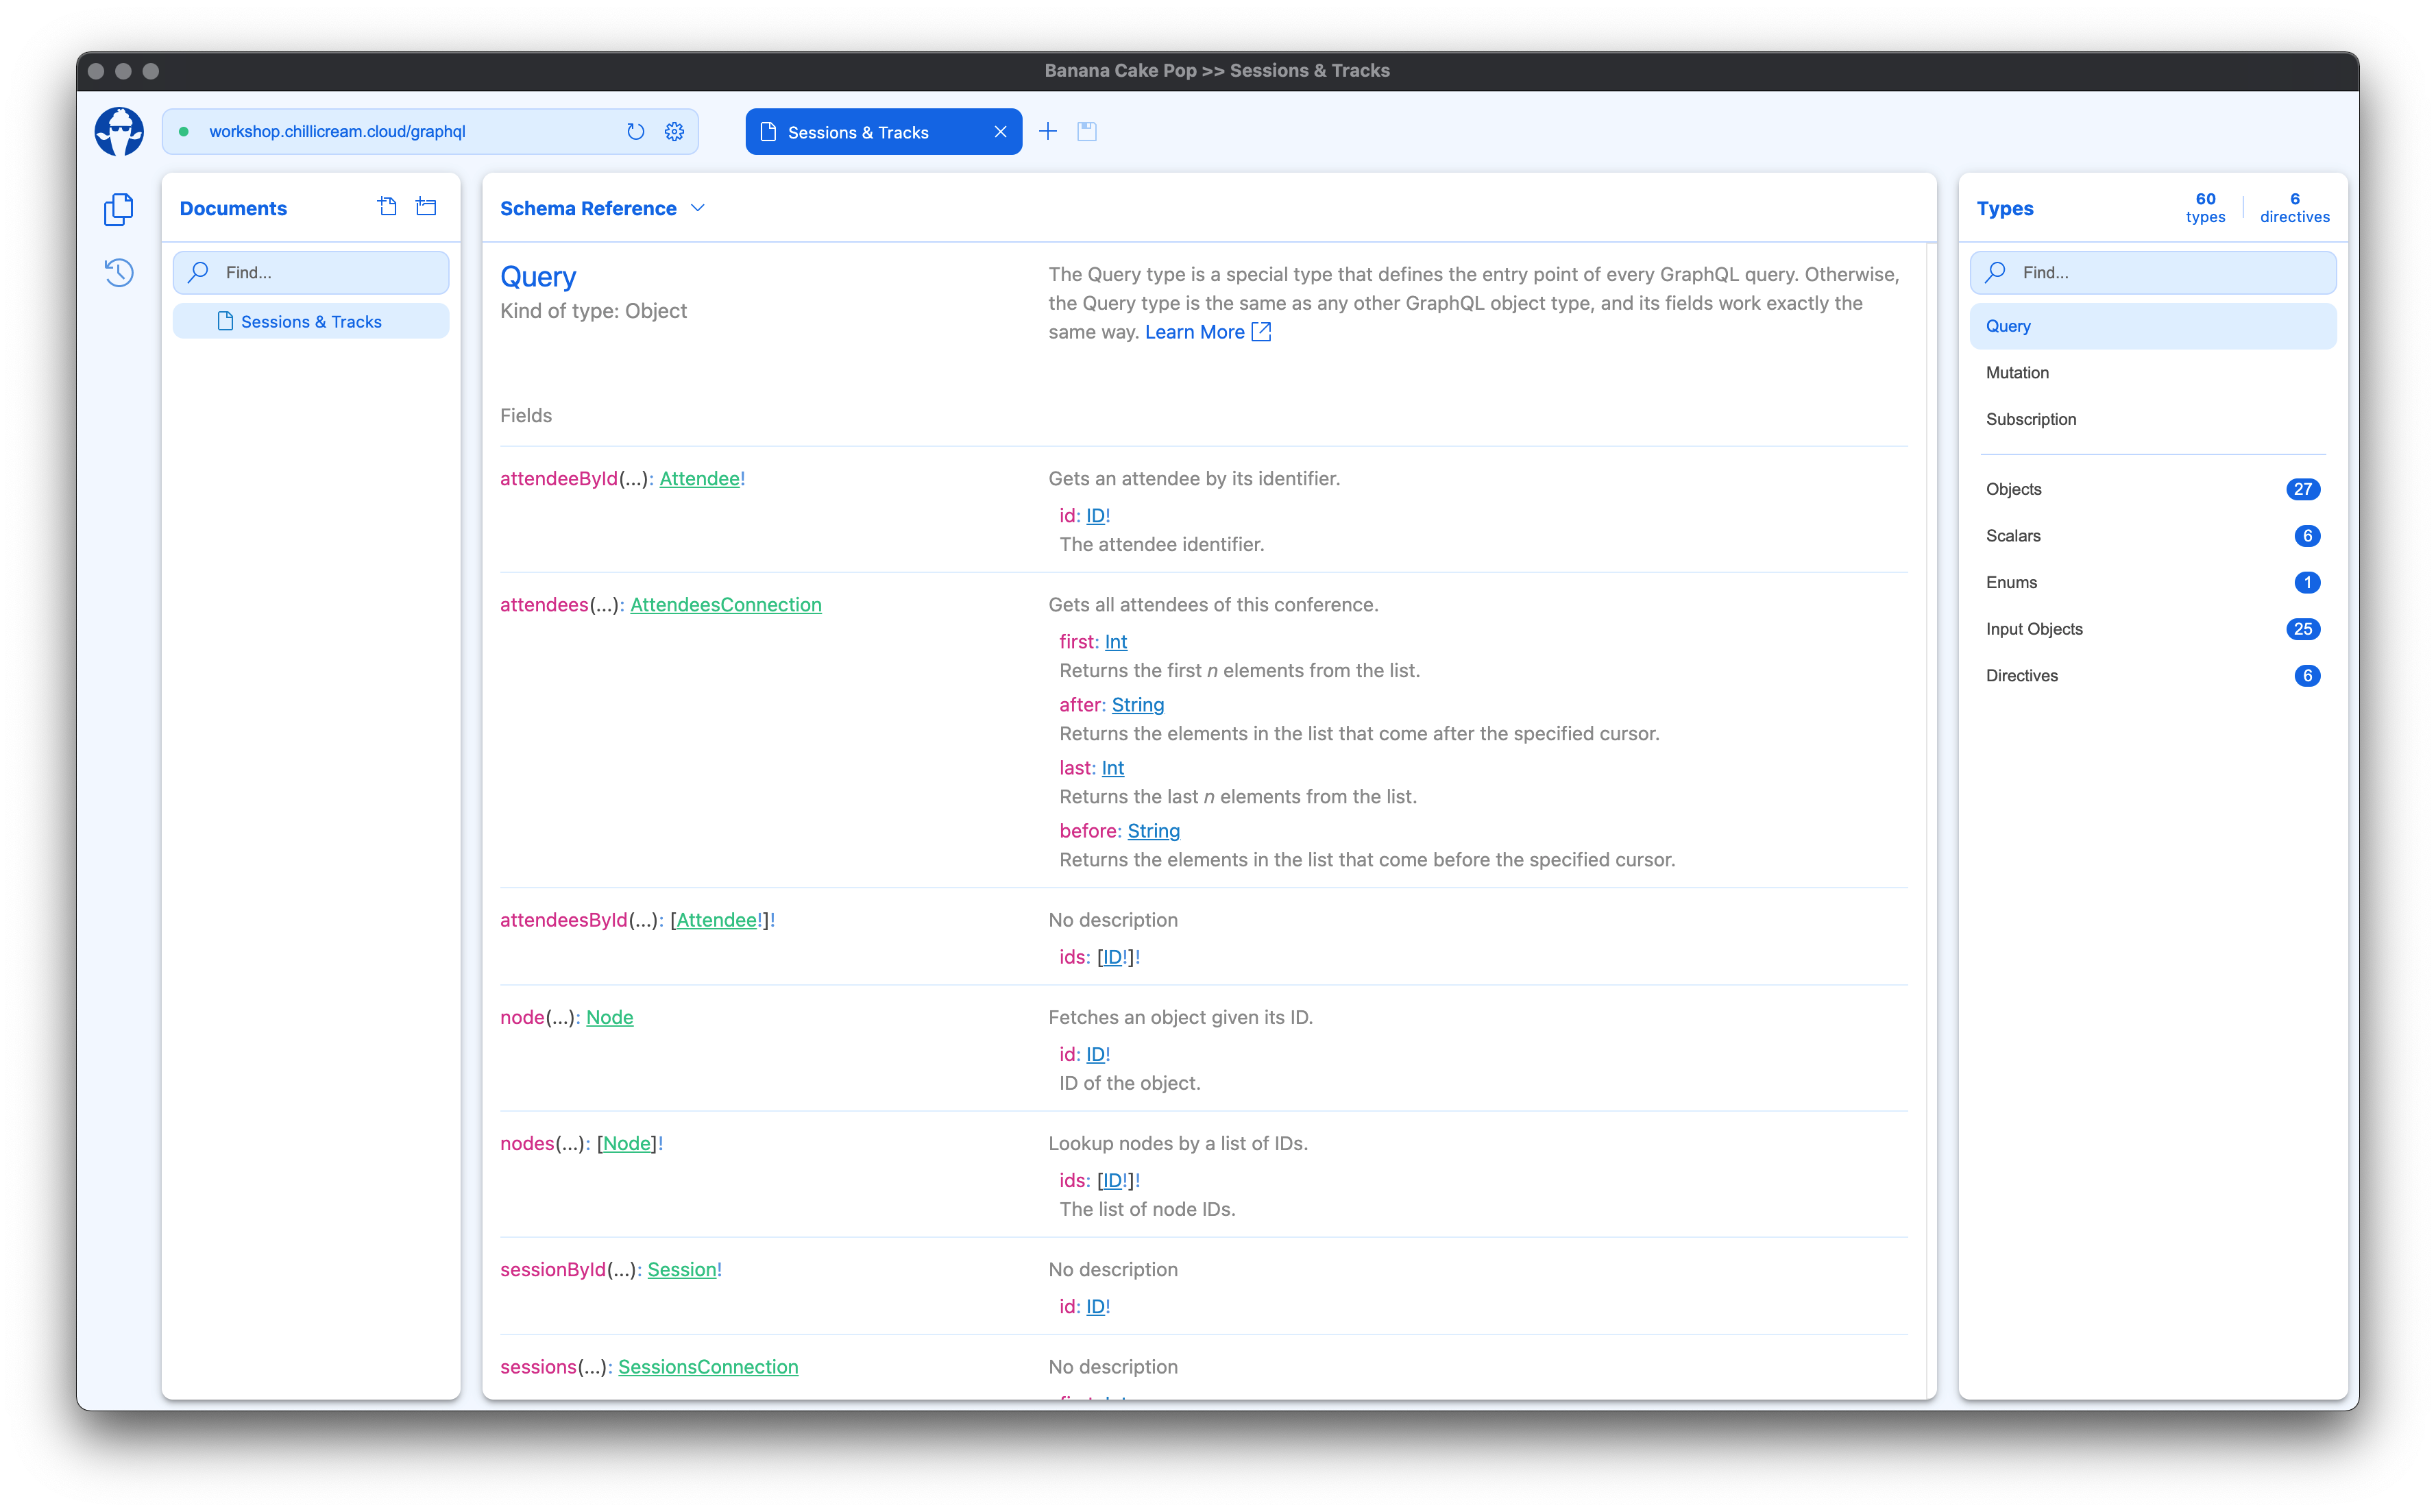 Banana Cake Pop >> Sessions & Tracks
workshop.chillicream.cloud/graphql
Sessions & Tracks
Documents
Find...
Sessions & Tracks
Schema Reference
Query
Kind of type: Object
The Query type is a special type that defines the entry point of every GraphQL query. Otherwise,
the Query type is the same as any other GraphQL object type, and its fields work exactly the
same way. Learn More
Fields
attendeeById(...): Attendee!
Gets an attendee by its identifier.
id: ID!
The attendee identifier.
attendees(...): AttendeesConnection
Gets all attendees of this conference.
first: Int
Returns the first n elements from the list.
after: String
Returns the elements in the list that come after the specified cursor.
last: Int
Returns the last n elements from the list.
before: String
Returns the elements in the list that come before the specified cursor.
attendeesById(...): [Attendee!]!
No description
ids: [ID!]!
node(...): Node
Fetches an object given its ID.
id: ID!
ID of the object.
nodes(...): [Node]!
Lookup nodes by a list of IDs.
ids: [ID!]!
The list of node IDs.
sessionById(...): Session!
No description
id: ID!
sessions(...): SessionsConnection
No description
Types
60
types
6
directives
Find...
Query
Mutation
Subscription
Objects 27
Scalars 6
Enums 1
Input Objects 25
Directives 6